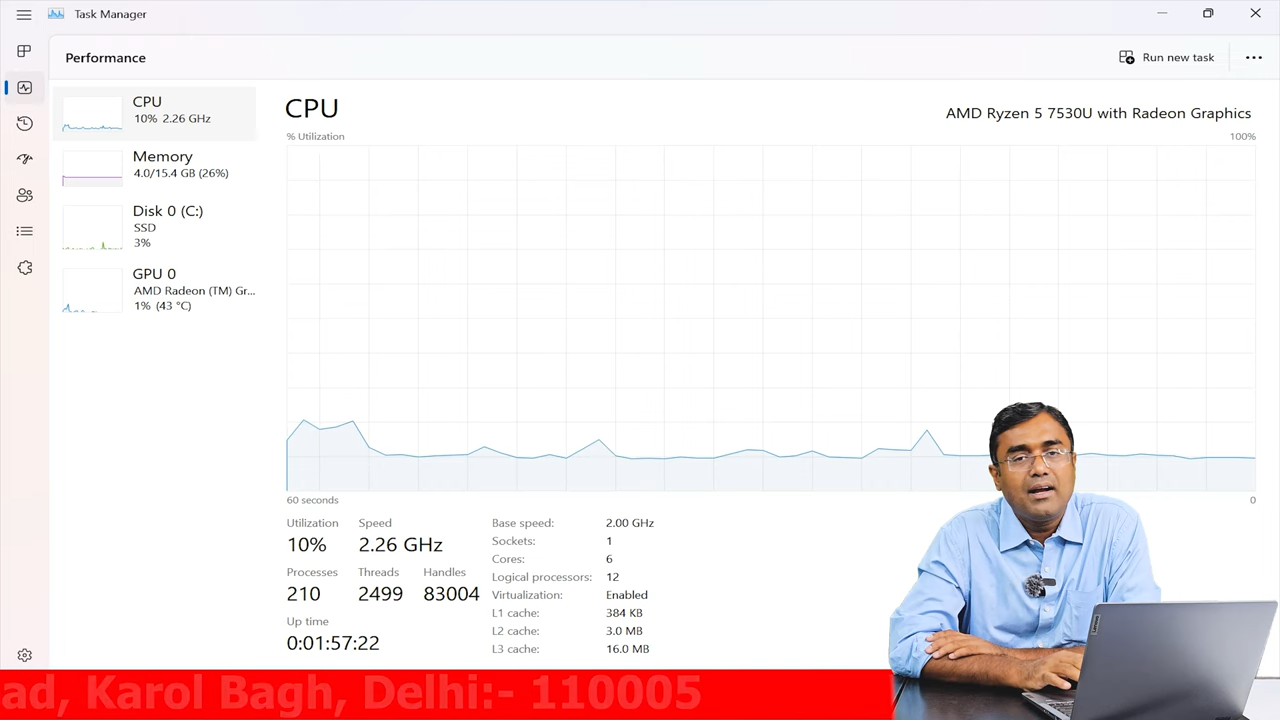 Task Manager
Performance
Run new task
CPU
10% 2.26 GHz
Memory
4.0/15.4 GB (26%)
Disk 0 (C:)
SSD
3%
GPU 0
AMD Radeon (TM) Gr...
1% (43 °C)
CPU
AMD Ryzen 5 7530U with Radeon Graphics
% Utilization
100%
60 seconds
0
Utilization
10%
Speed
2.26 GHz
Processes
210
Threads
2499
Handles
83004
Up time
0:01:57:22
Base speed: 2.00 GHz
Sockets: 1
Cores: 6
Logical processors: 12
Virtualization: Enabled
L1 cache: 384 KB
L2 cache: 3.0 MB
L3 cache: 16.0 MB
Lenovo
ad, Karol Bagh, Delhi:- 110005